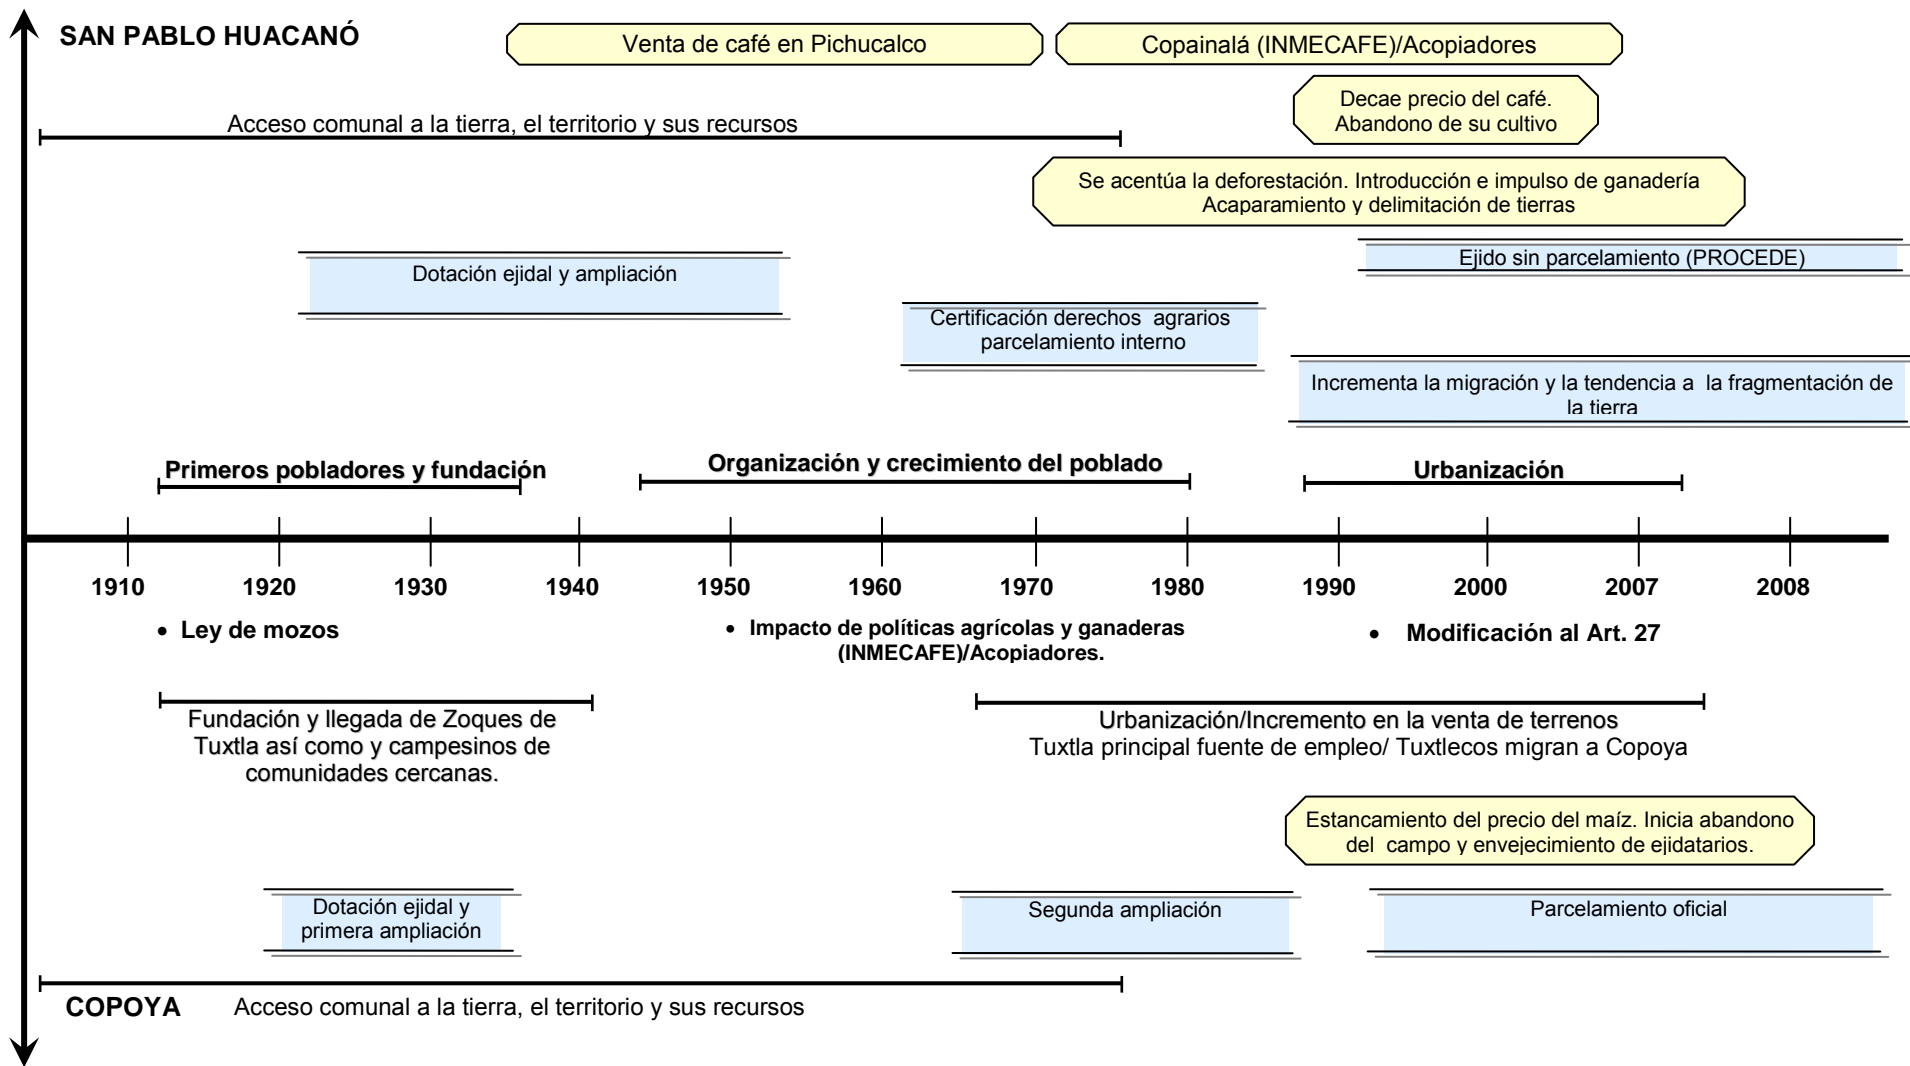 SAN PABLO HUACANÓ
Venta de café en Pichucalco
Copainalá (INMECAFE)/Acopiadores
Decae precio del café.
Abandono de su cultivo
Acceso comunal a la tierra, el territorio y sus recursos
Se acentúa la deforestación. Introducción e impulso de ganadería
Acaparamiento y delimitación de tierras
Dotación ejidal y ampliación
Ejido sin parcelamiento (PROCEDE)
Certificación derechos  agrarios
parcelamiento interno
Incrementa la migración y la tendencia a  la fragmentación de
la tierra
Primeros pobladores y fundación
Organización y crecimiento del poblado
Urbanización
1910 1920 1930 1940 1950 1960 1970 1980 1990 2000 2007 2008
• Ley de mozos
• Impacto de políticas agrícolas y ganaderas
(INMECAFE)/Acopiadores.
• Modificación al Art. 27
Fundación y llegada de Zoques de
Tuxtla así como y campesinos de
comunidades cercanas.
Urbanización/Incremento en la venta de terrenos
Tuxtla principal fuente de empleo/ Tuxtlecos migran a Copoya
Estancamiento del precio del maíz. Inicia abandono
del  campo y envejecimiento de ejidatarios.
Dotación ejidal y
primera ampliación
Segunda ampliación
Parcelamiento oficial
COPOYA
Acceso comunal a la tierra, el territorio y sus recursos